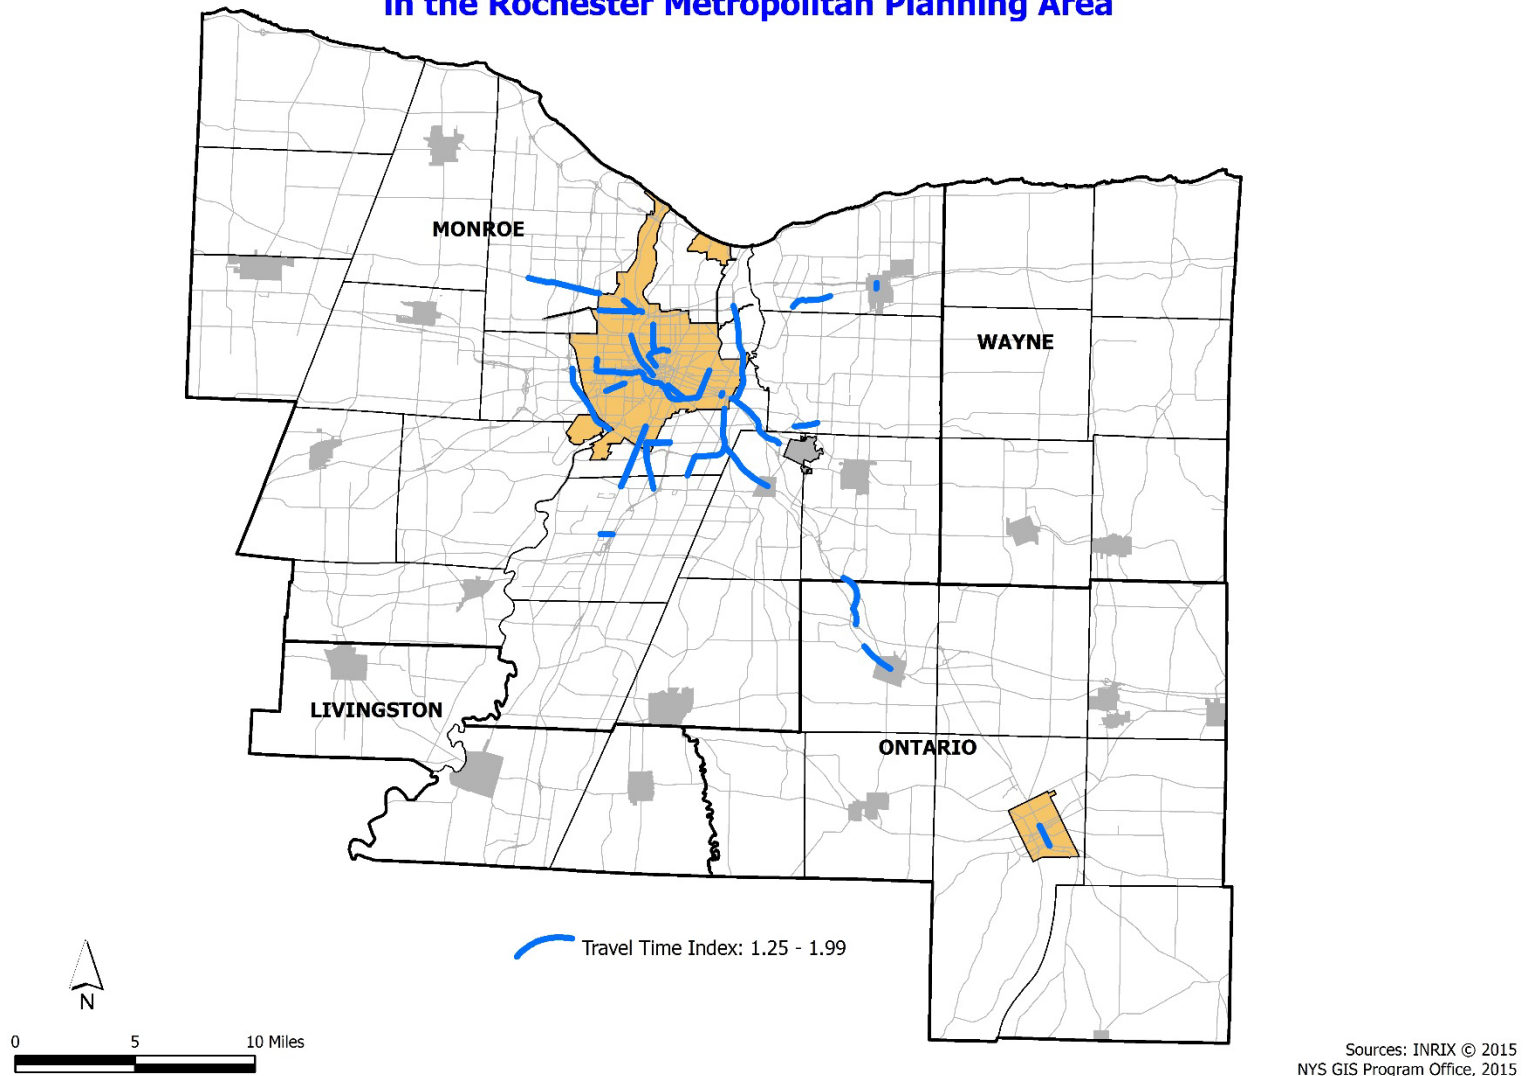 in the Rochester Metropolitan Planning Area
MONROE
WAYNE
LIVINGSTON
ONTARIO
Travel Time Index: 1.25 - 1.99
N
0 5 10 Miles
Sources: INRIX © 2015
NYS GIS Program Office, 2015